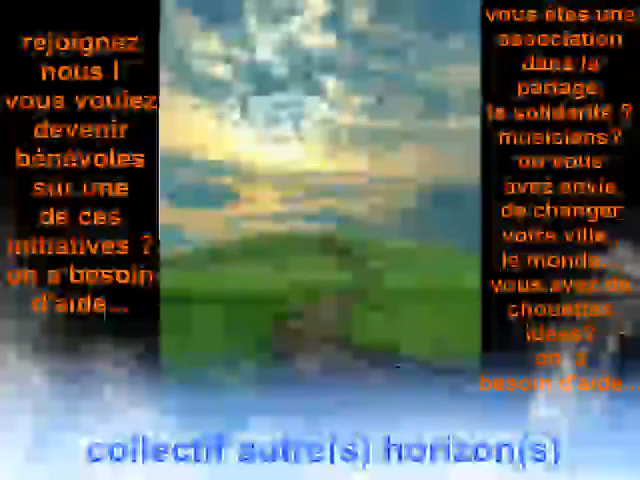 rejoignez
nous !
vous voulez
devenir
bénévoles
sur une
de ces
initiatives ?
on a besoin
d'aide...
vous êtes une
association
dans le
partage,
la solidarité ?
musiciens?
ou vous
avez envie
de changer
votre ville,
le monde...
vous avez de
chouettes
idées?
on a
besoin d'aide...
collectif autre(s) horizon(s)